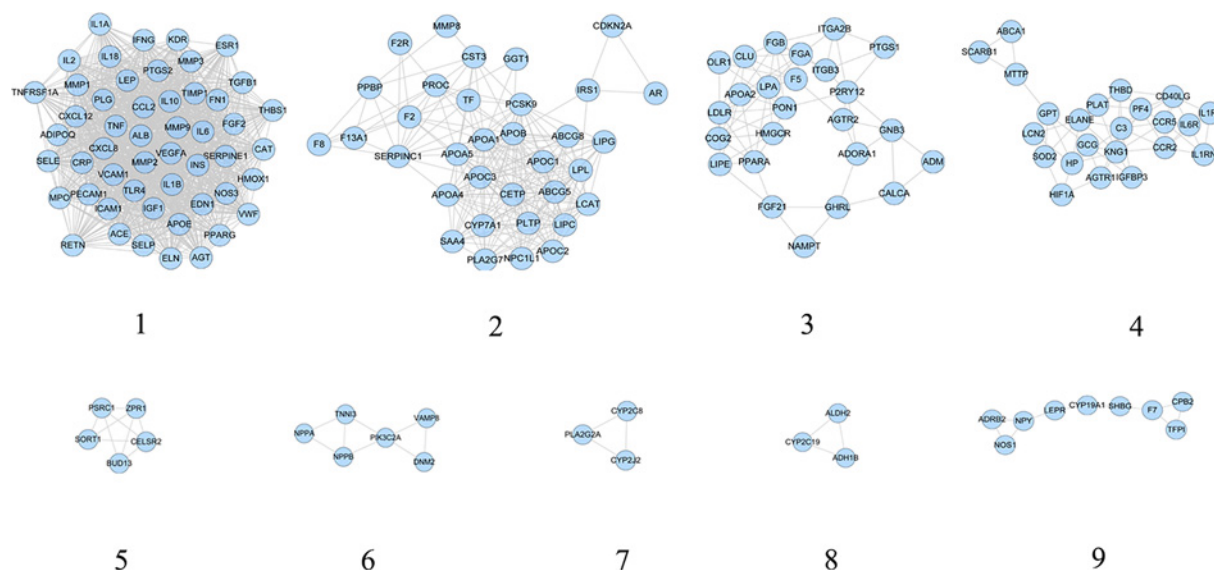 IL1A
IFNG
KDR
ESR1
IL2
IL18
MMP3
LEP
PTGS2
TNFRSF1A
MMP1
TIMP1
TGFB1
PLG
CCL2
IL10
FN1
THBS1
CXCL12
TNF
ALB
MMP9
IL6
FGF2
ADIPOQ
CXCL8
VEGFA
SERPINE1
CAT
SELE
CRP
MMP2
INS
VCAM1
HMOX1
MPO
PECAM1
TLR4
IL1B
NOS3
ICAM1
IGF1
EDN1
VWF
ACE
APOE
PPARG
RETN
SELP
ELN
AGT
1
MMP8
CDKN2A
F2R
CST3
GGT1
PPBP
PROC
TF
PCSK9
IRS1
AR
F2
F8
F13A1
SERPINC1
APOA1
APOB
ABCG8
LIPG
APOA5
APOC1
LPL
APOC3
APOA4
CETP
ABCG5
LCAT
CYP7A1
PLTP
LIPC
SAA4
APOC2
PLA2G7
NPC1L1
2
ITGA2B
PTGS1
FGB
FGA
CLU
OLR1
F5
ITGB3
APOA2
LPA
P2RY12
LDLR
PON1
AGTR2
COG2
HMGCR
GNB3
LIPE
PPARA
ADORA1
ADM
CALCA
FGF21
GHRL
NAMPT
3
ABCA1
SCARB1
MTTP
THBD
CD40LG
GPT
PLAT
PF4
ELANE
CCR5
IL6R
LCN2
C3
GCG
KNG1
CCR2
IL1RN
SOD2
HP
AGTR1
IGFBP3
HIF1A
4
PSRC1
ZPR1
SORT1
CELSR2
BUD13
5
TNNI3
VAMP8
NPPA
PIK3C2A
NPPB
DNM2
6
CYP2C8
PLA2G2A
CYP2J2
7
ALDH2
CYP2C19
ADH1B
8
ADRB2
NPY
LEPR
CYP19A1
SHBG
F7
CPB2
NOS1
TFPI
9